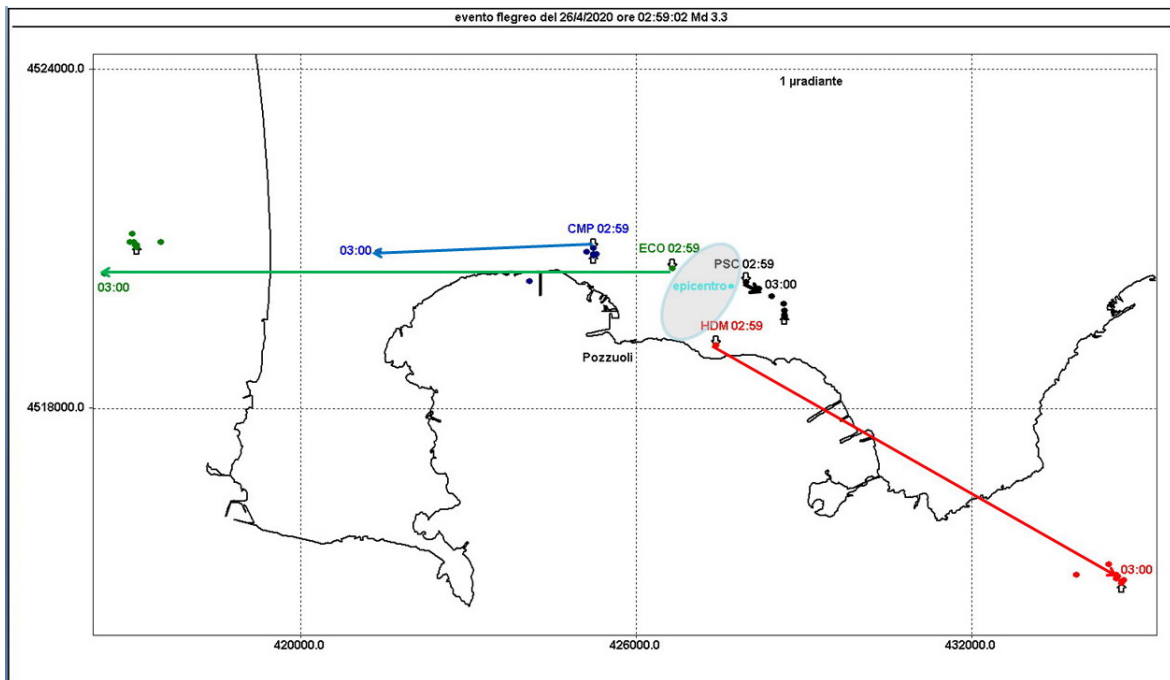 evento flegreo del 26/4/2020 ore 02:59:02 Md 3.3
4524000.0
1 µradiante
CMP 02:59
03:00
ECO 02:59
PSC 02:59
03:00
epicentro
03:00
HDM 02:59
Pozzuoli
4518000.0
03:00
420000.0
426000.0
432000.0